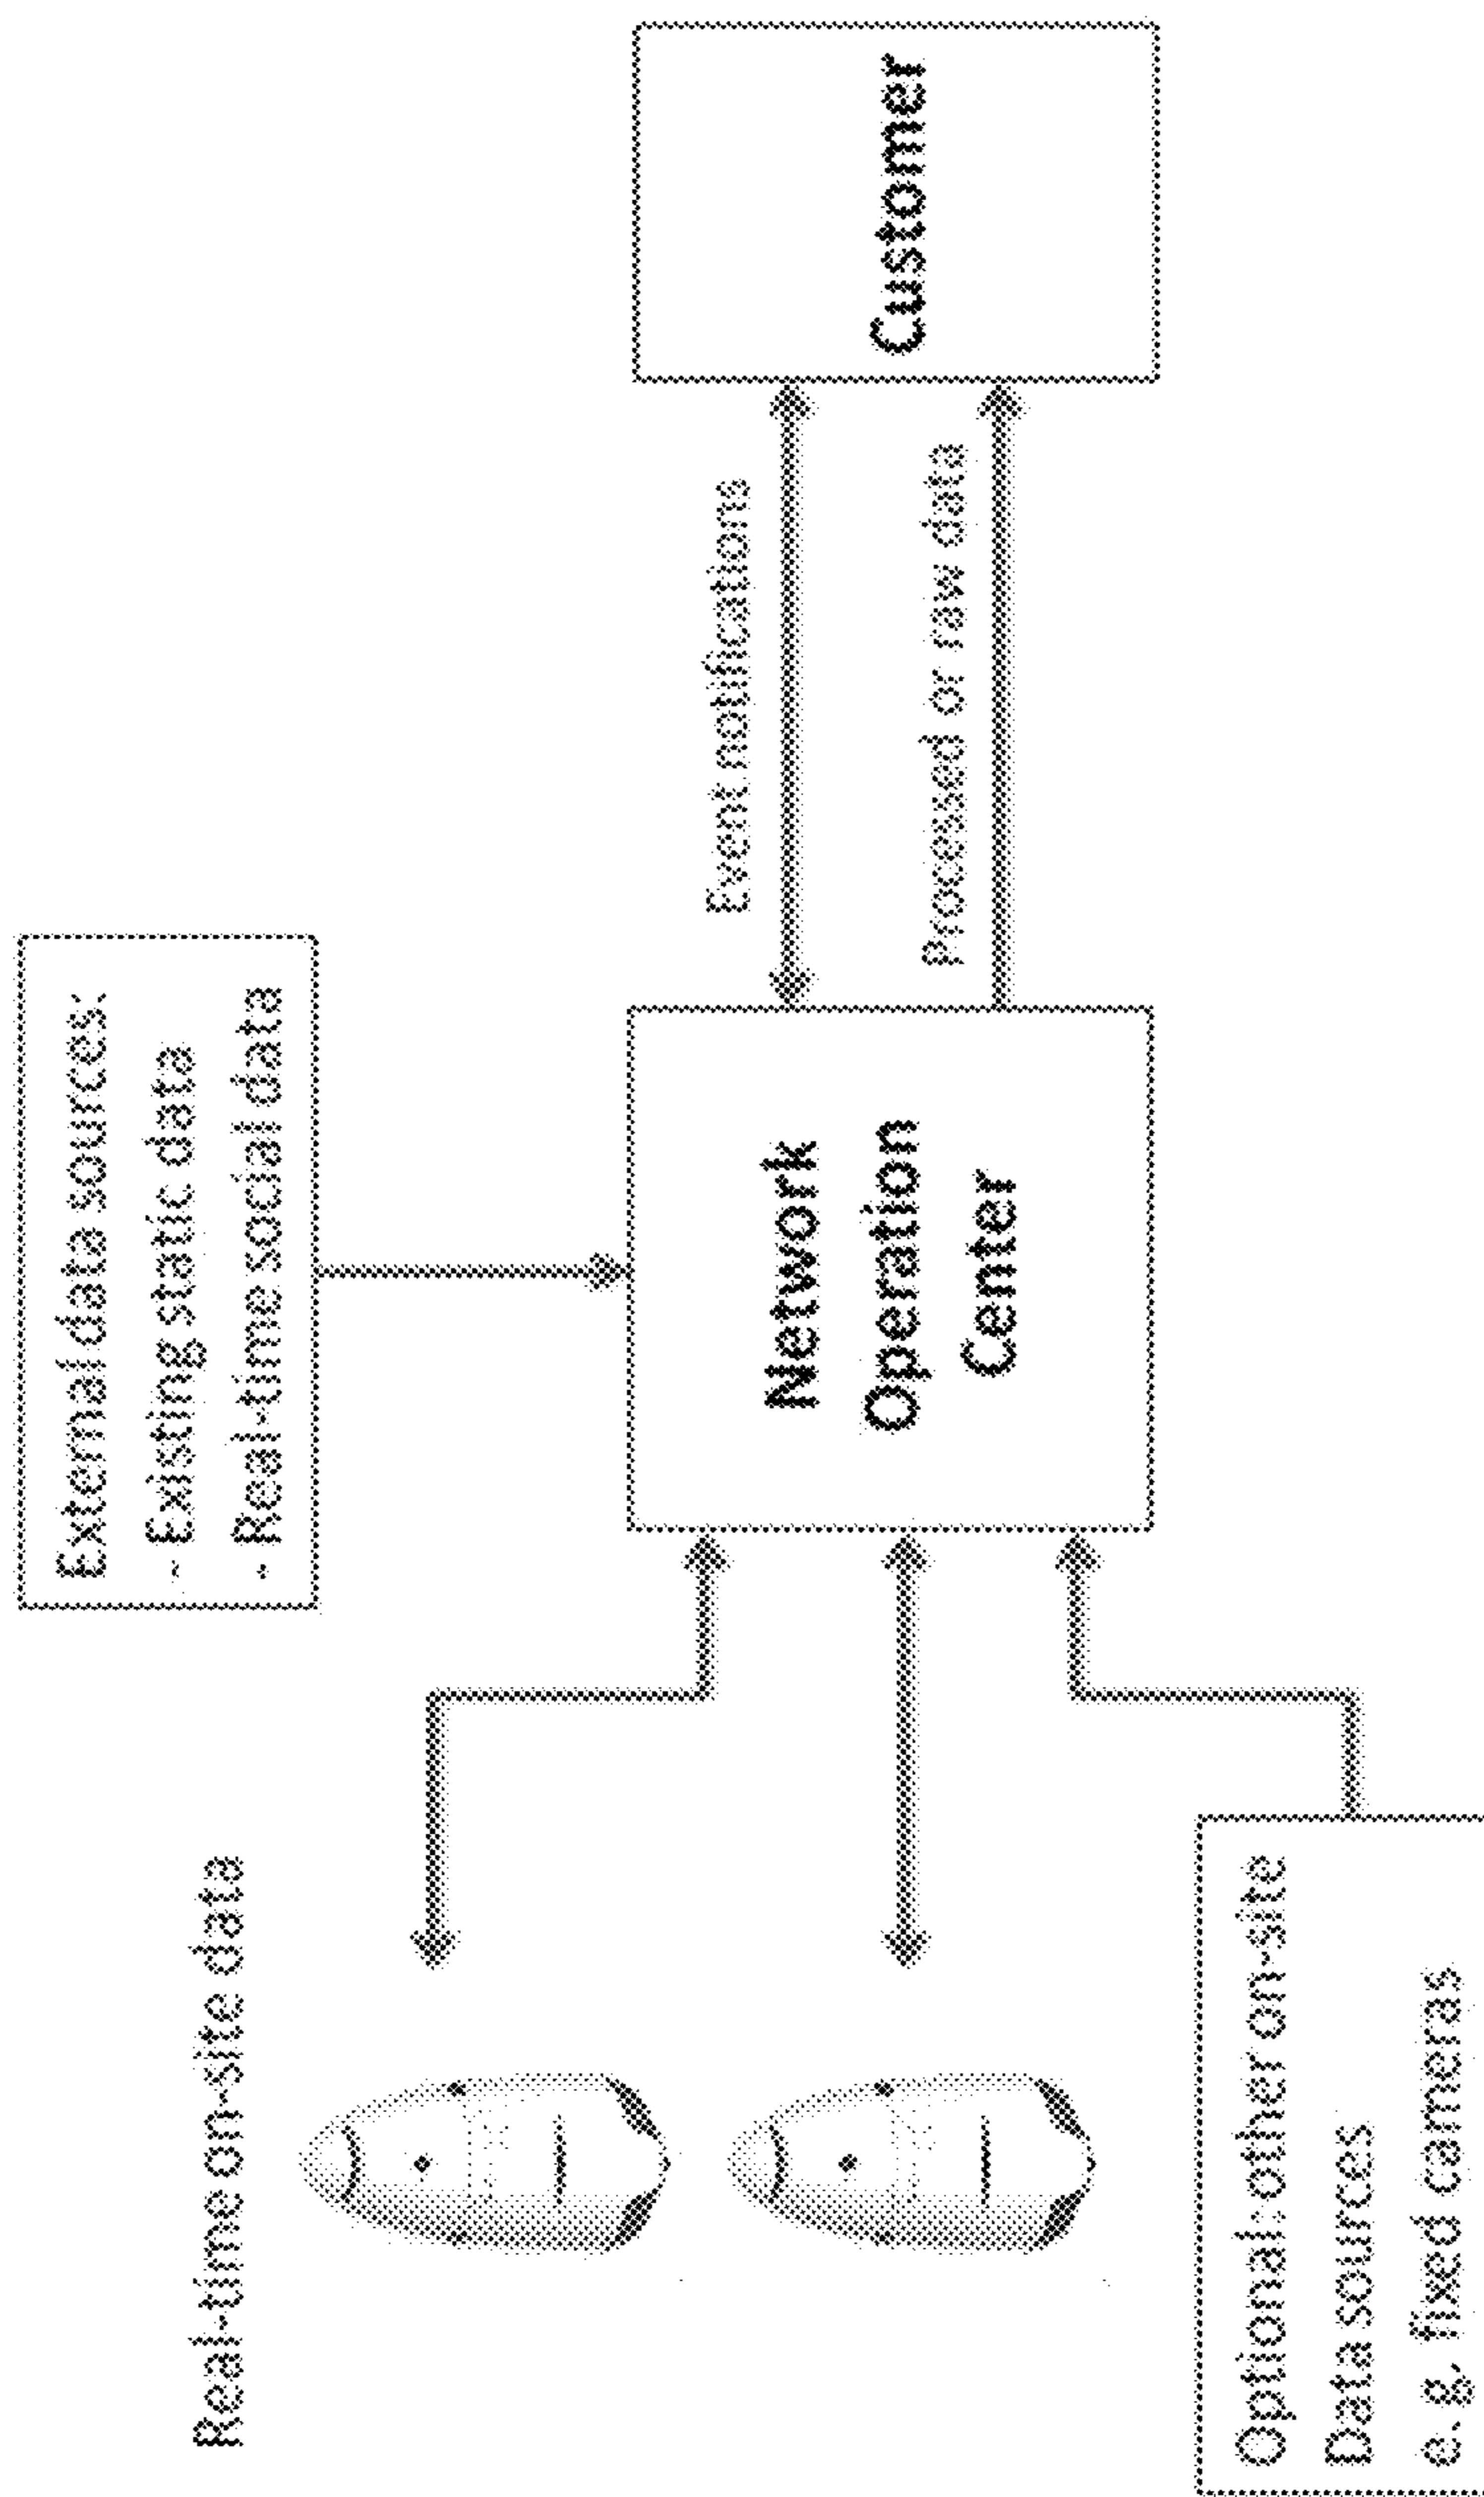 External data sources:
- Existing static data
- Real-time social data
Real-time on-site data
Event notifications
Processed or raw data
Network
Operation
Center
Customer
Optional: other on-site
Data sources
e.g. fixed cameras